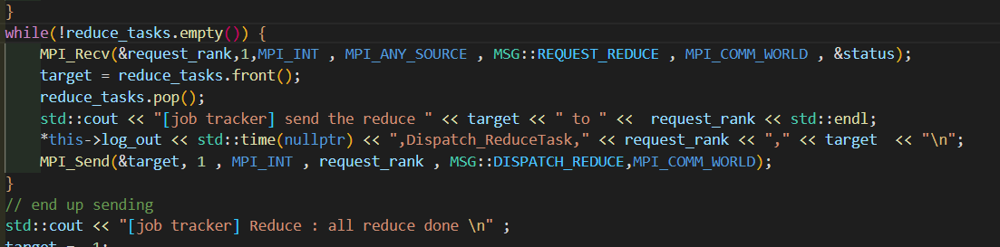 }
while(!reduce_tasks.empty()) {
MPI_Recv(&request_rank,1,MPI_INT , MPI_ANY_SOURCE , MSG::REQUEST_REDUCE , MPI_COMM_WORLD , &status);
target = reduce_tasks.front();
reduce_tasks.pop();
std::cout << "[job tracker] send the reduce " << target << " to " <<  request_rank << std::endl;
*this->log_out << std::time(nullptr) << ",Dispatch_ReduceTask," << request_rank << "," << target  << "\n";
MPI_Send(&target, 1 , MPI_INT , request_rank , MSG::DISPATCH_REDUCE,MPI_COMM_WORLD);
}
// end up sending
std::cout << "[job tracker] Reduce : all reduce done \n" ;
target = -1;